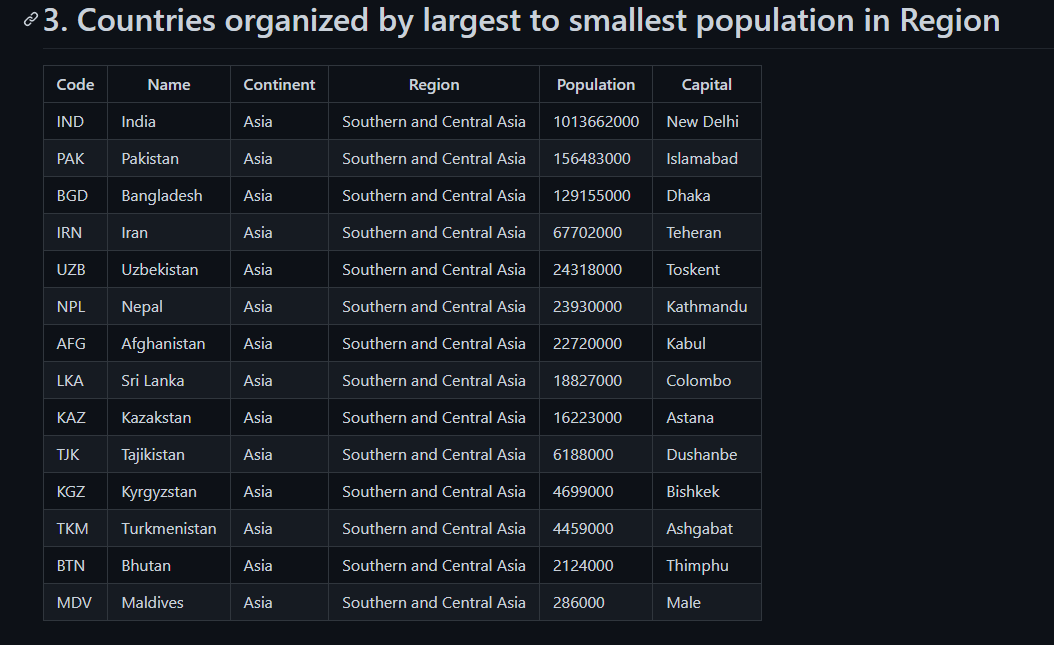 3. Countries organized by largest to smallest population in Region
Code Name Continent Region Population Capital
IND India Asia Southern and Central Asia 1013662000 New Delhi
PAK Pakistan Asia Southern and Central Asia 156483000 Islamabad
BGD Bangladesh Asia Southern and Central Asia 129155000 Dhaka
IRN Iran Asia Southern and Central Asia 67702000 Teheran
UZB Uzbekistan Asia Southern and Central Asia 24318000 Toskent
NPL Nepal Asia Southern and Central Asia 23930000 Kathmandu
AFG Afghanistan Asia Southern and Central Asia 22720000 Kabul
LKA Sri Lanka Asia Southern and Central Asia 18827000 Colombo
KAZ Kazakstan Asia Southern and Central Asia 16223000 Astana
TJK Tajikistan Asia Southern and Central Asia 6188000 Dushanbe
KGZ Kyrgyzstan Asia Southern and Central Asia 4699000 Bishkek
TKM Turkmenistan Asia Southern and Central Asia 4459000 Ashgabat
BTN Bhutan Asia Southern and Central Asia 2124000 Thimphu
MDV Maldives Asia Southern and Central Asia 286000 Male